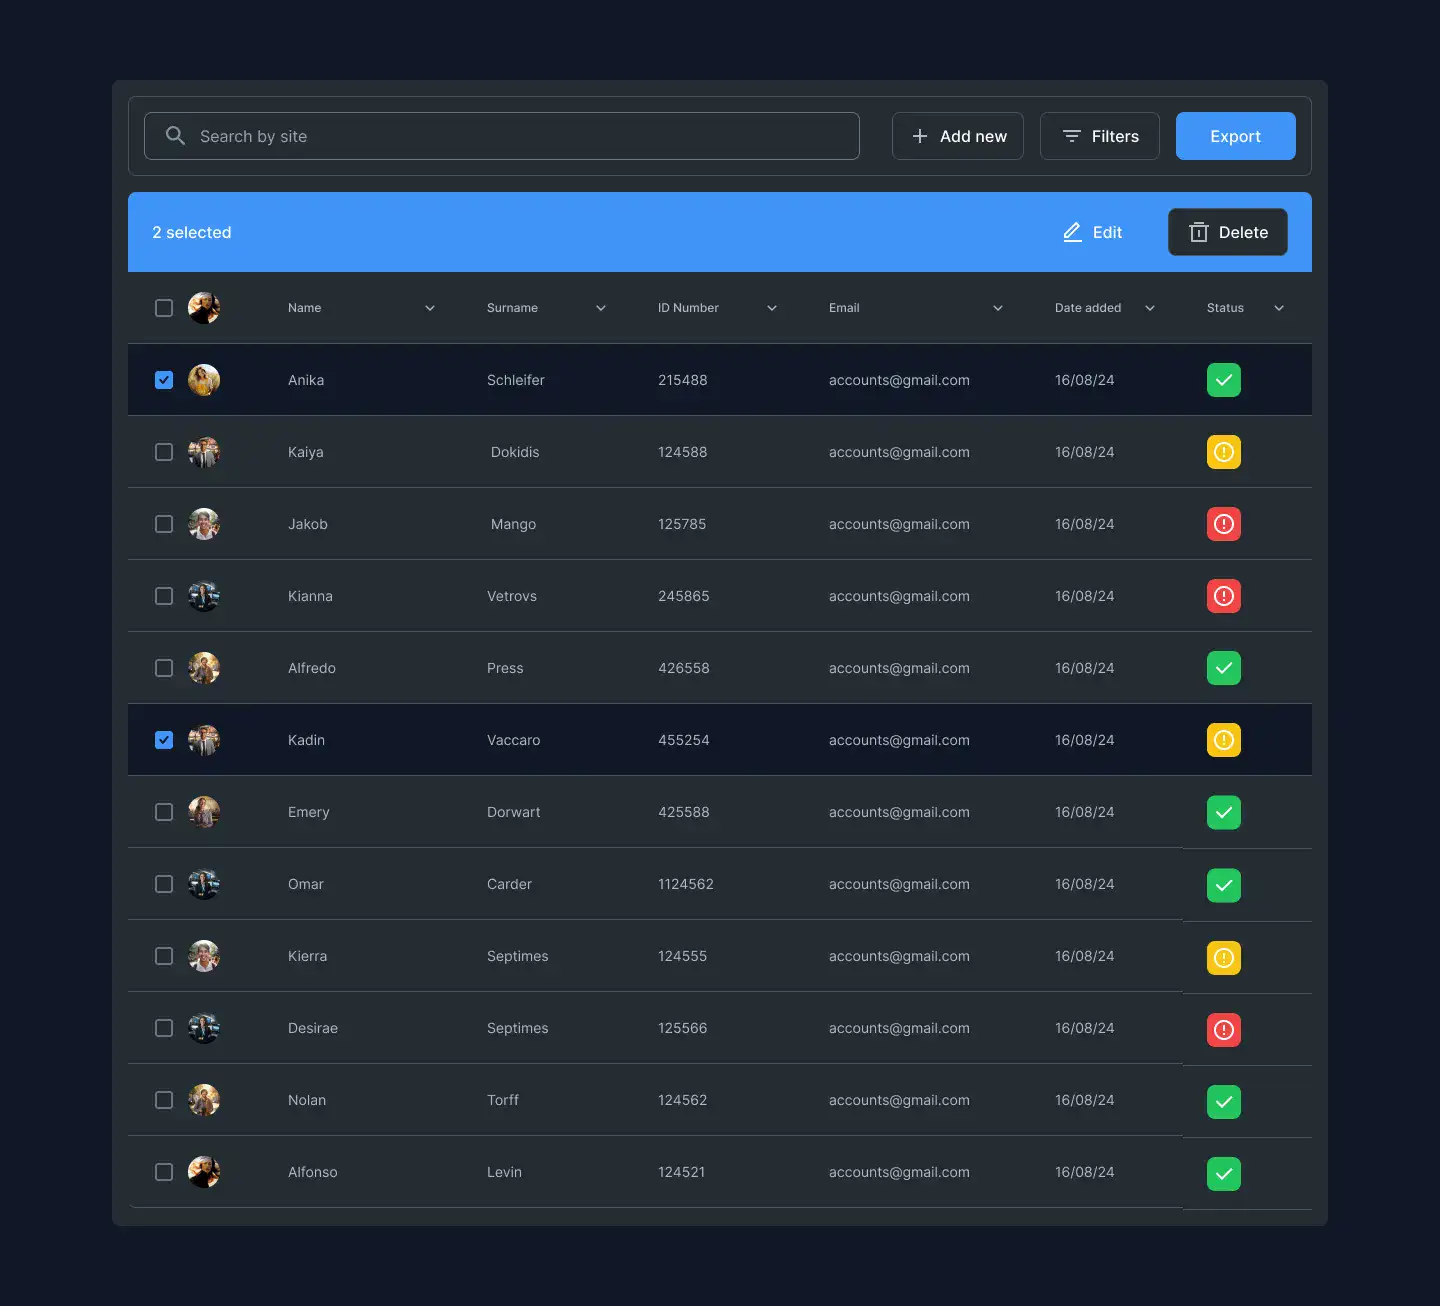 Search by site Add new Filters Export
2 selected Edit Delete
Name Surname ID Number Email Date added Status
Anika Schleifer 215488 accounts@gmail.com 16/08/24
Kaiya Dokidis 124588 accounts@gmail.com 16/08/24
Jakob Mango 125785 accounts@gmail.com 16/08/24
Kianna Vetrovs 245865 accounts@gmail.com 16/08/24
Alfredo Press 426558 accounts@gmail.com 16/08/24
Kadin Vaccaro 455254 accounts@gmail.com 16/08/24
Emery Dorwart 425588 accounts@gmail.com 16/08/24
Omar Carder 1124562 accounts@gmail.com 16/08/24
Kierra Septimes 124555 accounts@gmail.com 16/08/24
Desirae Septimes 125566 accounts@gmail.com 16/08/24
Nolan Torff 124562 accounts@gmail.com 16/08/24
Alfonso Levin 124521 accounts@gmail.com 16/08/24